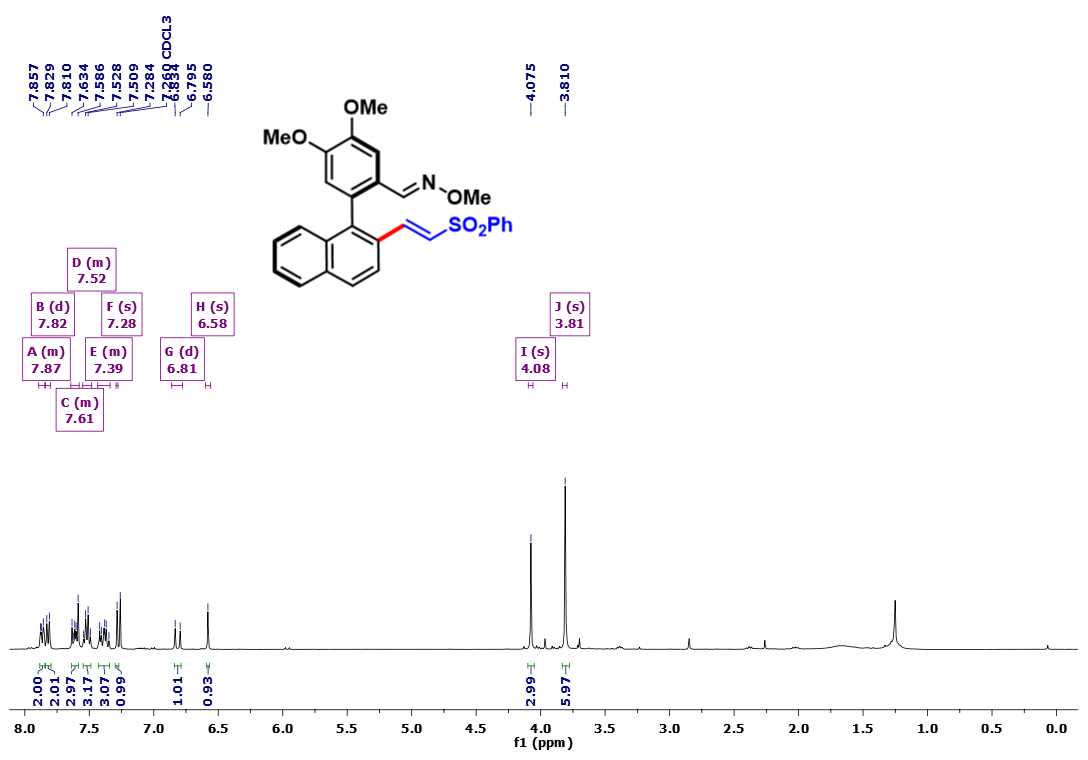 7.857
7.829
7.810
7.634
7.586
7.528
7.509
7.284
7.260 CDCL3
6.834
6.795
6.580
4.075
3.810
OMe
MeO
N
OMe
SO2Ph
D (m)
7.52
B (d)
7.82
F (s)
7.28
H (s)
6.58
J (s)
3.81
A (m)
7.87
E (m)
7.39
G (d)
6.81
I (s)
4.08
C (m)
7.61
2.00
2.01
2.97
3.17
3.07
0.99
1.01
0.93
2.99
5.97
8.0 7.5 7.0 6.5 6.0 5.5 5.0 4.5 4.0 3.5 3.0 2.5 2.0 1.5 1.0 0.5 0.0
f1 (ppm)